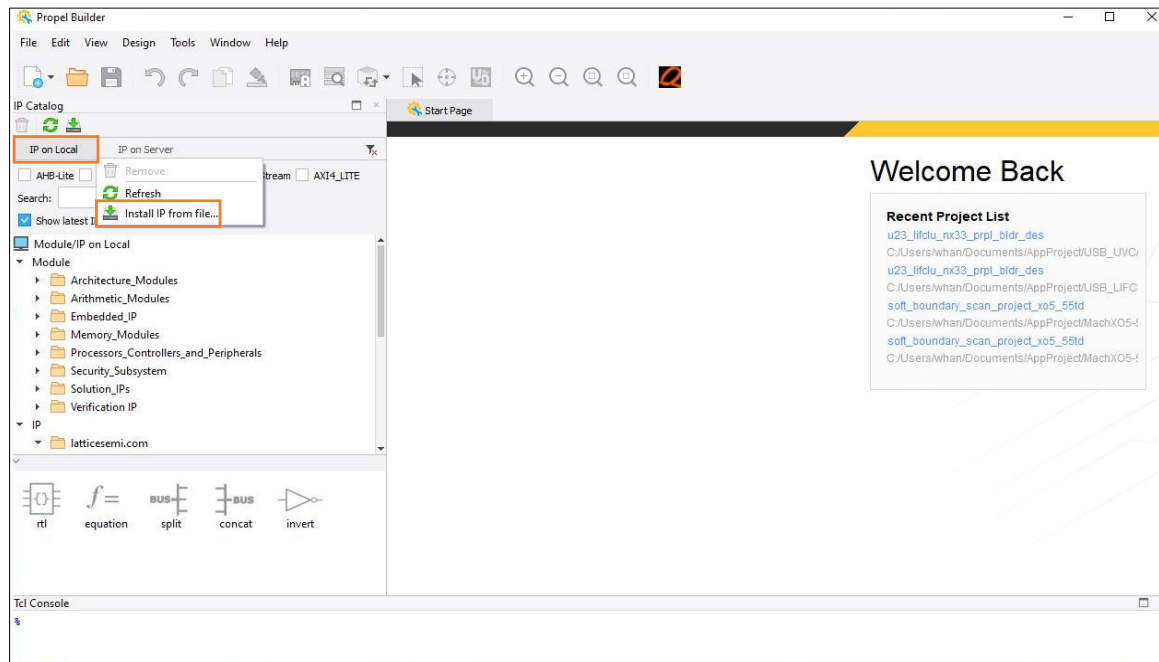 Propel Builder
File Edit View Design Tools Window Help
IP Catalog
Start Page
IP on Local IP on Server
AHB-Lite
Stream AXI4_LITE
Remove
Refresh
Install IP from file...
Search:
Show latest I
Module/IP on Local
Module
Architecture_Modules
Arithmetic_Modules
Embedded_IP
Memory_Modules
Processors_Controllers_and_Peripherals
Security_Subsystem
Solution_IPs
Verification IP
IP
latticesemi.com
BUS
BUS
rtl equation split concat invert
Welcome Back
Recent Project List
u23_lifclu_nx33_prpl_bldr_des
C:/Users/whan/Documents/AppProject/USB_UVC/
u23_lifclu_nx33_prpl_bldr_des
C:/Users/whan/Documents/AppProject/USB_LIFC
soft_boundary_scan_project_xo5_55td
C:/Users/whan/Documents/AppProject/MachXO5-5
soft_boundary_scan_project_xo5_55td
C:/Users/whan/Documents/AppProject/MachXO5-5
Tcl Console
%